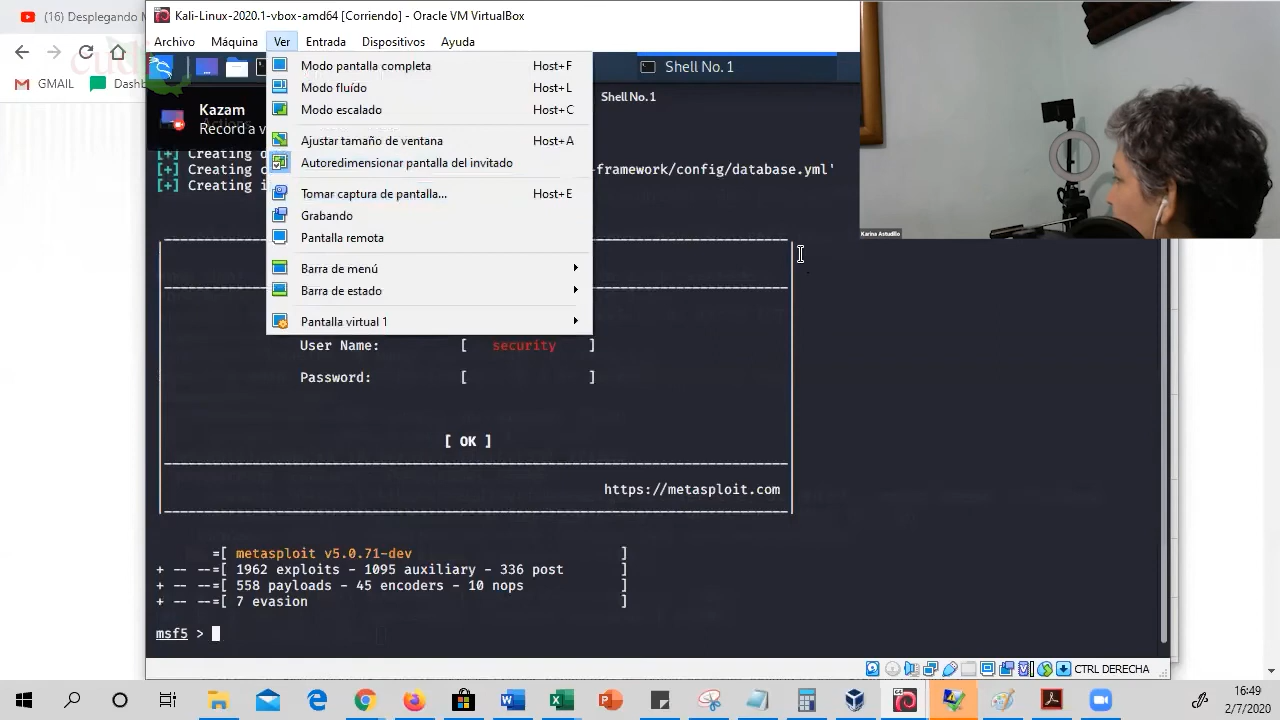 (16) Desplegando M
GMAIL
Dashb
Kali-Linux-2020.1-vbox-amd64 [Corriendo] - Oracle VM VirtualBox
Archivo Máquina Ver Entrada Dispositivos Ayuda
Modo pantalla completa Host+F
Modo fluído Host+L
Modo escalado Host+C
Ajustar tamaño de ventana Host+A
Autoredimensionar pantalla del invitado
Tomar captura de pantalla... Host+E
Grabando
Pantalla remota
Barra de menú
Barra de estado
Pantalla virtual 1
Shell No. 1
Shell No. 1
Kazam
Record a v
Actions
[+] Creating d
[+] Creating c
[+] Creating i
-framework/config/database.yml'
Karina Astudillo
User Name: [ security ]
Password: [ ]
[ OK ]
https://metasploit.com
=[ metasploit v5.0.71-dev ]
+ -- --=[ 1962 exploits - 1095 auxiliary - 336 post ]
+ -- --=[ 558 payloads - 45 encoders - 10 nops ]
+ -- --=[ 7 evasion ]
msf5 >
CTRL DERECHA
16:49
2/7/2020